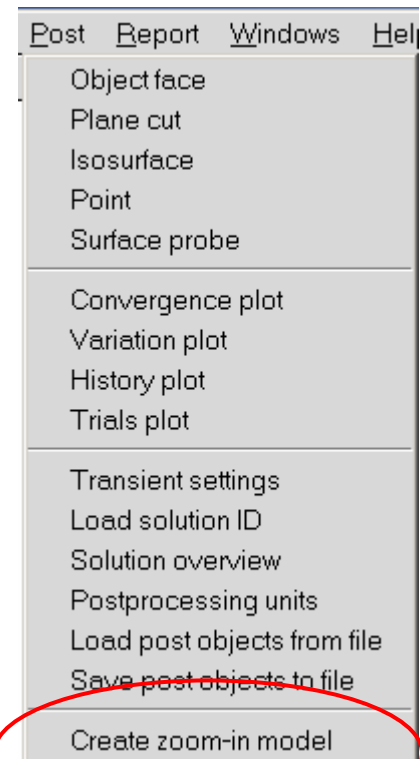 Post Report Windows Hel
Object face
Plane cut
Isosurface
Point
Surface probe
Convergence plot
Variation plot
History plot
Trials plot
Transient settings
Load solution ID
Solution overview
Postprocessing units
Load post objects from file
Save post objects to file
Create zoom-in model